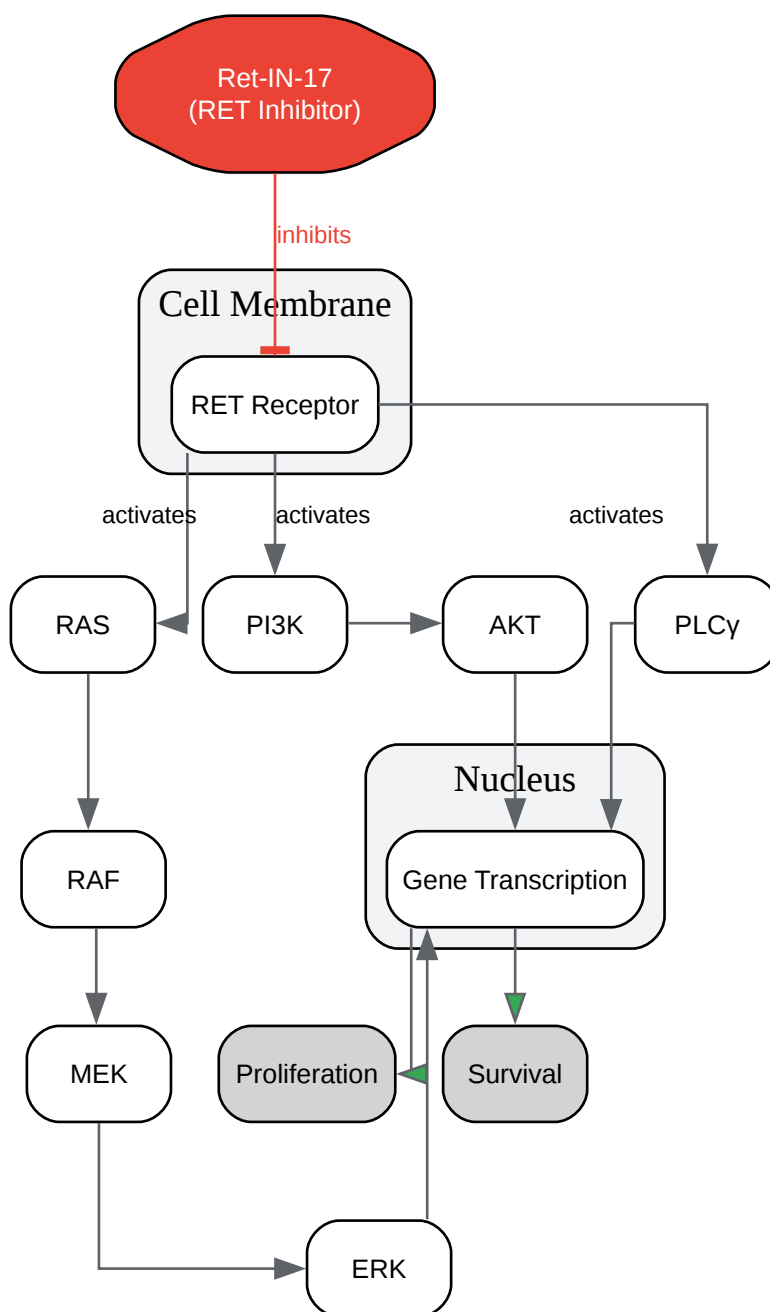 Ret-IN-17
(RET Inhibitor)
inhibits
Cell Membrane
RET Receptor
activates
activates
activates
RAS
PI3K
AKT
PLCγ
Nucleus
RAF
Gene Transcription
MEK
Proliferation
Survival
ERK